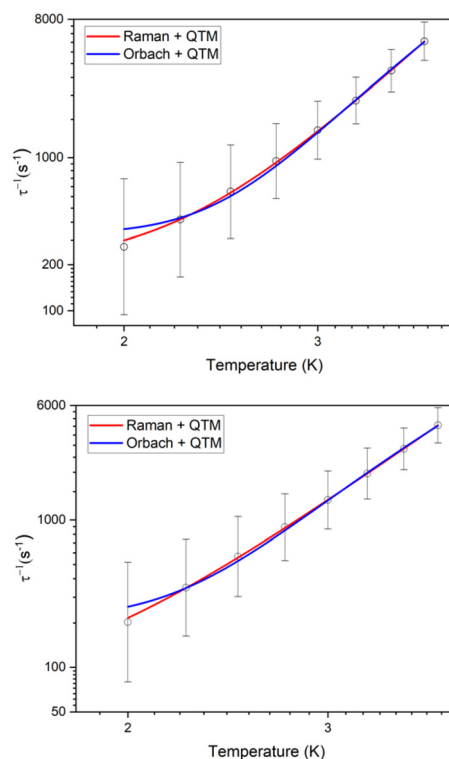 8000
Raman + QTM
Orbach + QTM
1000
τ⁻¹(s⁻¹)
200
100
2
3
Temperature (K)
6000
Raman + QTM
Orbach + QTM
1000
τ⁻¹(s⁻¹)
100
50
2
3
Temperature (K)